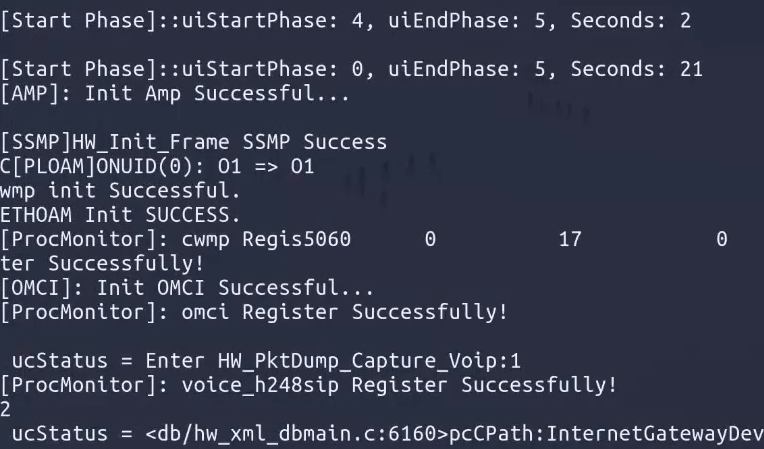 [Start Phase]::uiStartPhase: 4, uiEndPhase: 5, Seconds: 2
[Start Phase]::uiStartPhase: 0, uiEndPhase: 5, Seconds: 21
[AMP]: Init Amp Successful...
[SSMP]HW_Init_Frame SSMP Success
C[PLOAM]ONUID(0): O1 => O1
wmp init Successful.
ETHOAM Init SUCCESS.
[ProcMonitor]: cwmp Regis5060      0          17           0
ter Successfully!
[OMCI]: Init OMCI Successful...
[ProcMonitor]: omci Register Successfully!
ucStatus = Enter HW_PktDump_Capture_Voip:1
[ProcMonitor]: voice_h248sip Register Successfully!
2
ucStatus = <db/hw_xml_dbmain.c:6160>pcCPath:InternetGatewayDev